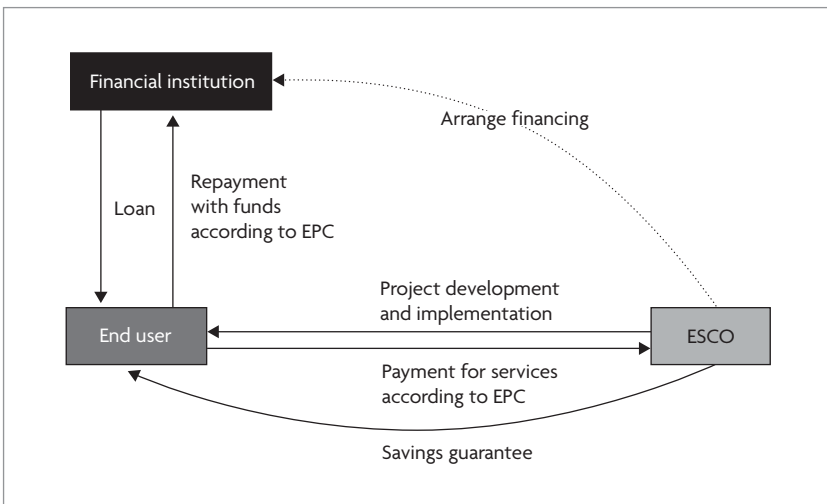 Financial institution
Arrange financing
Loan
Repayment
with funds
according to EPC
Project development
and implementation
End user
ESCO
Payment for services
according to EPC
Savings guarantee